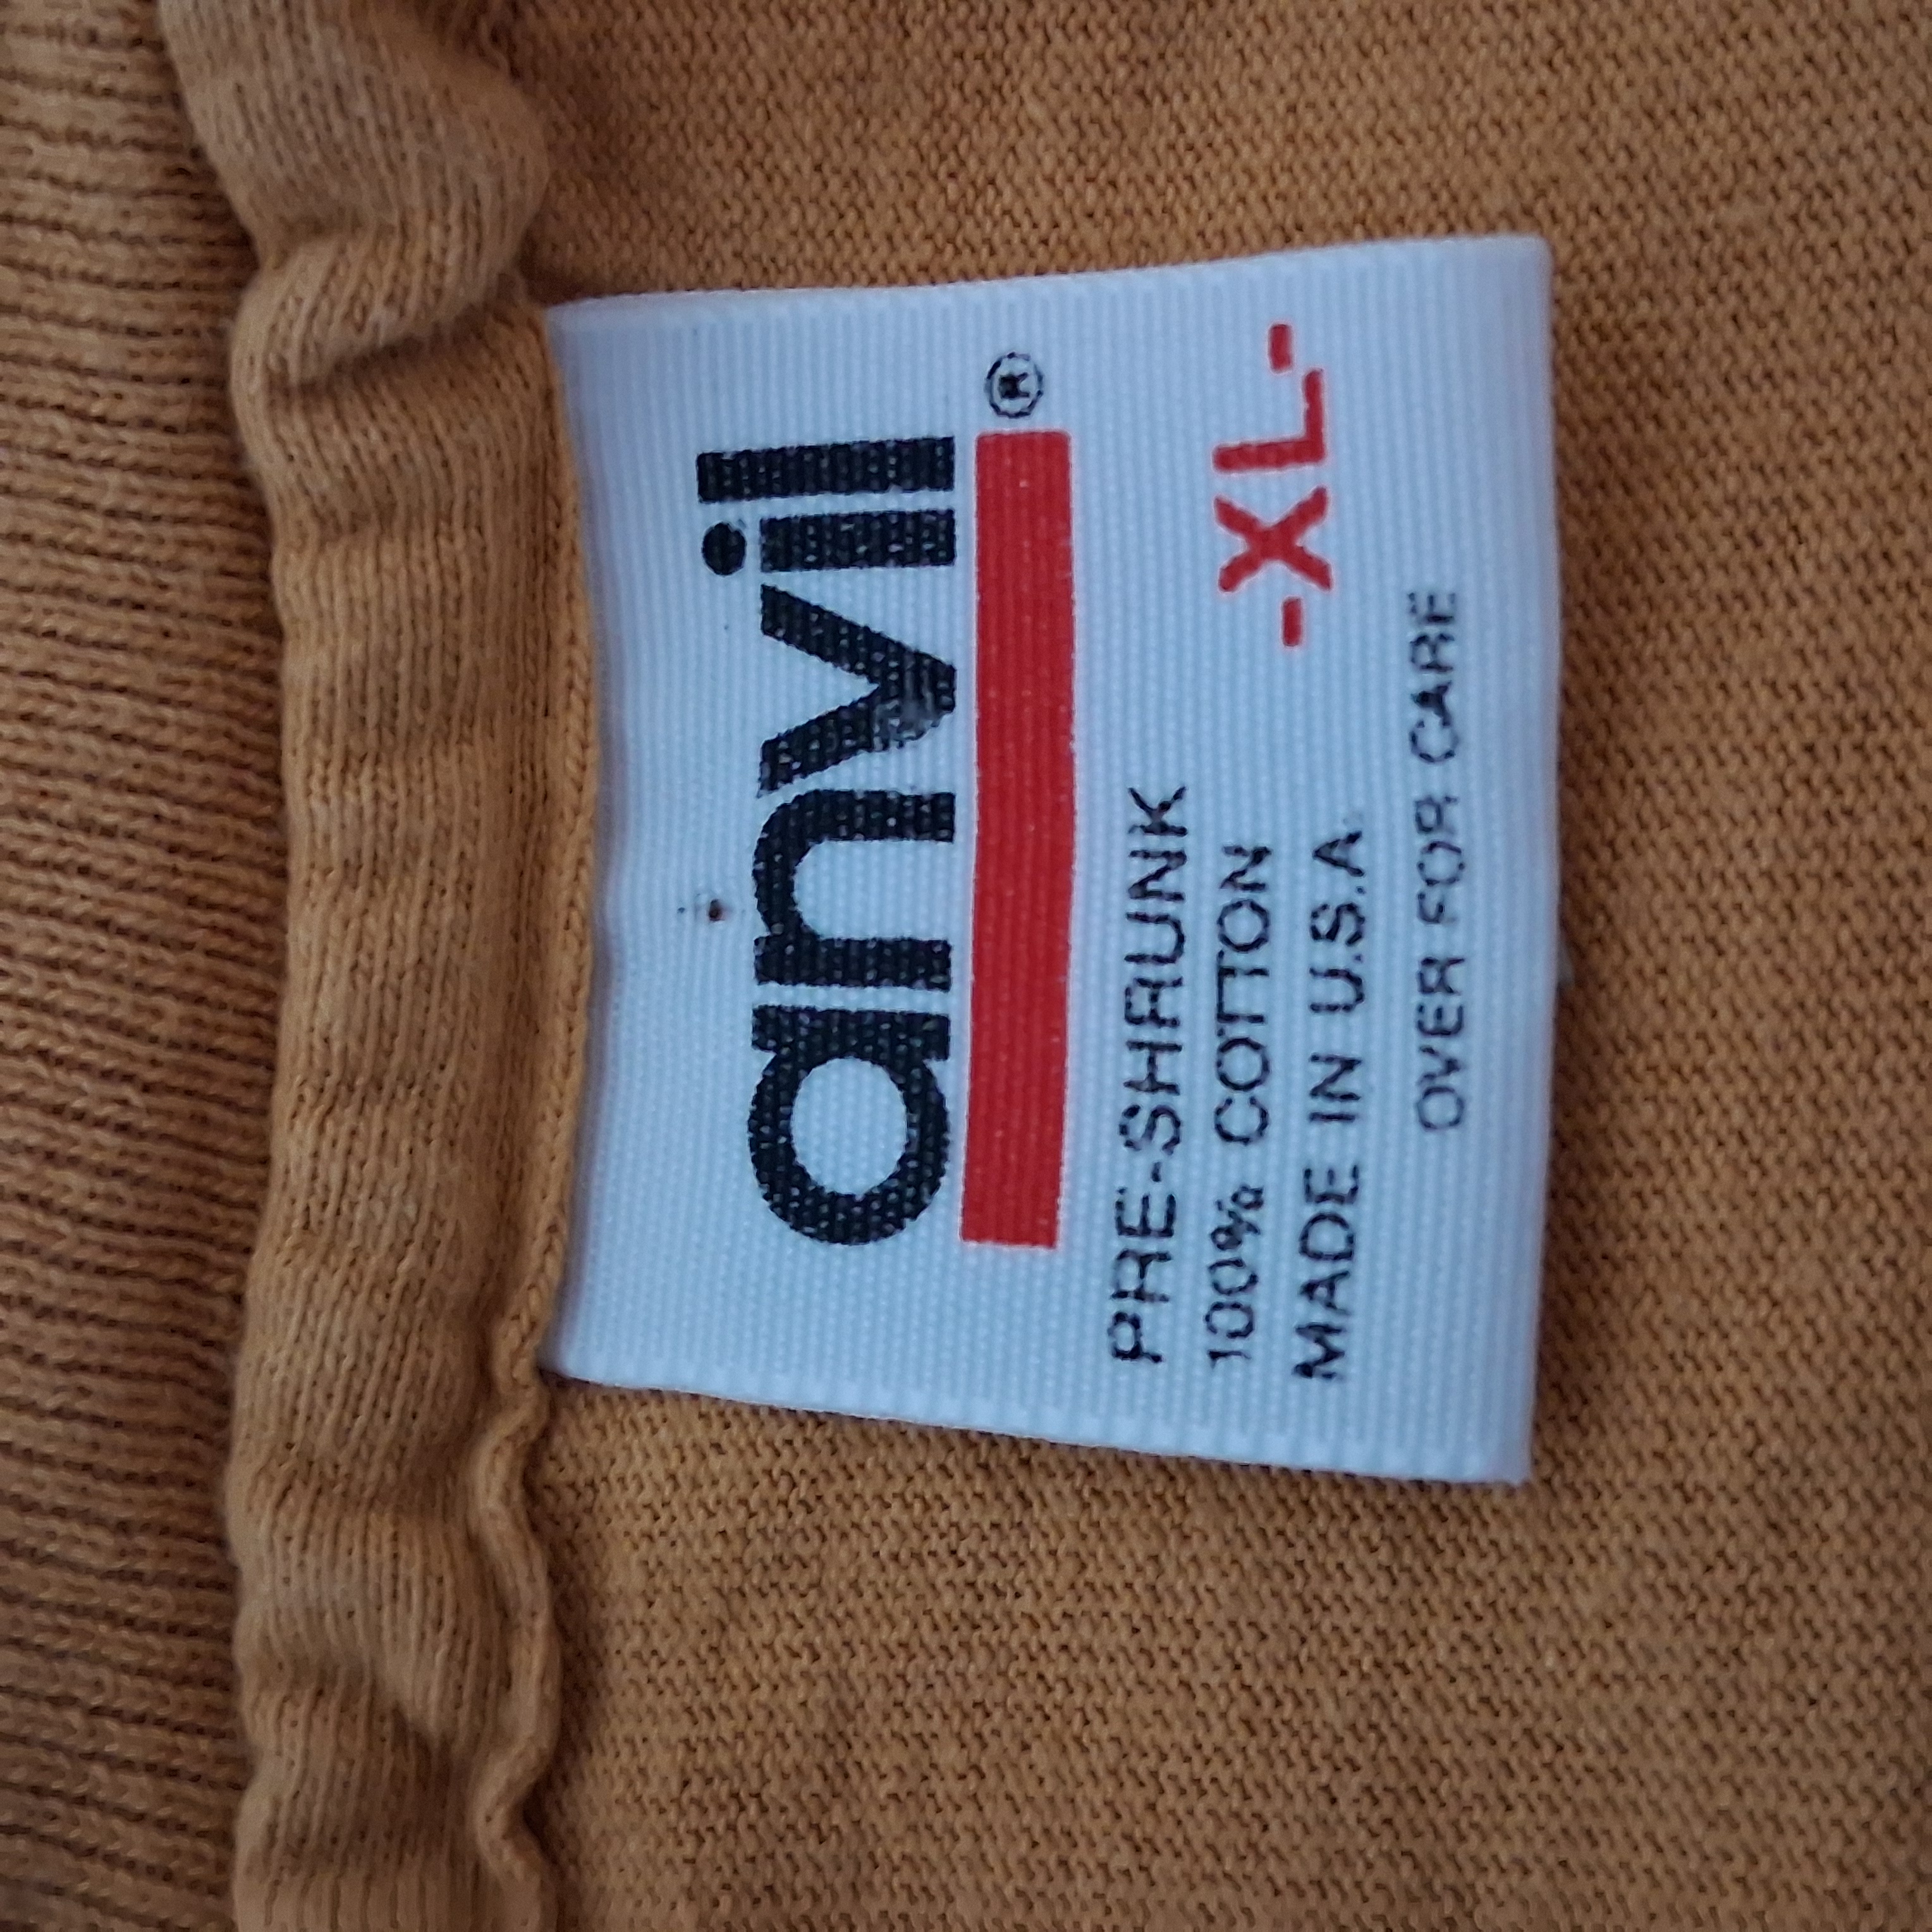 anvil®
PRE-SHRUNK
100% COTTON -XL-
MADE IN U.S.A.
OVER FOR CARE